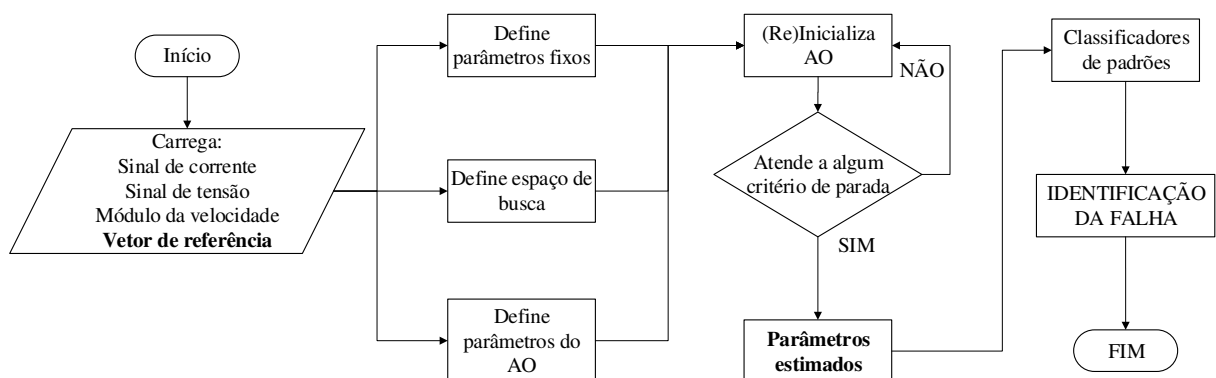 Início
Carrega:
Sinal de corrente
Sinal de tensão
Módulo da velocidade
Vetor de referência
Define
parâmetros fixos
Define espaço de
busca
Define
parâmetros do
AO
(Re)Inicializa
AO
NÃO
Atende a algum
critério de parada
SIM
Parâmetros
estimados
Classificadores
de padrões
IDENTIFICAÇÃO
DA FALHA
FIM